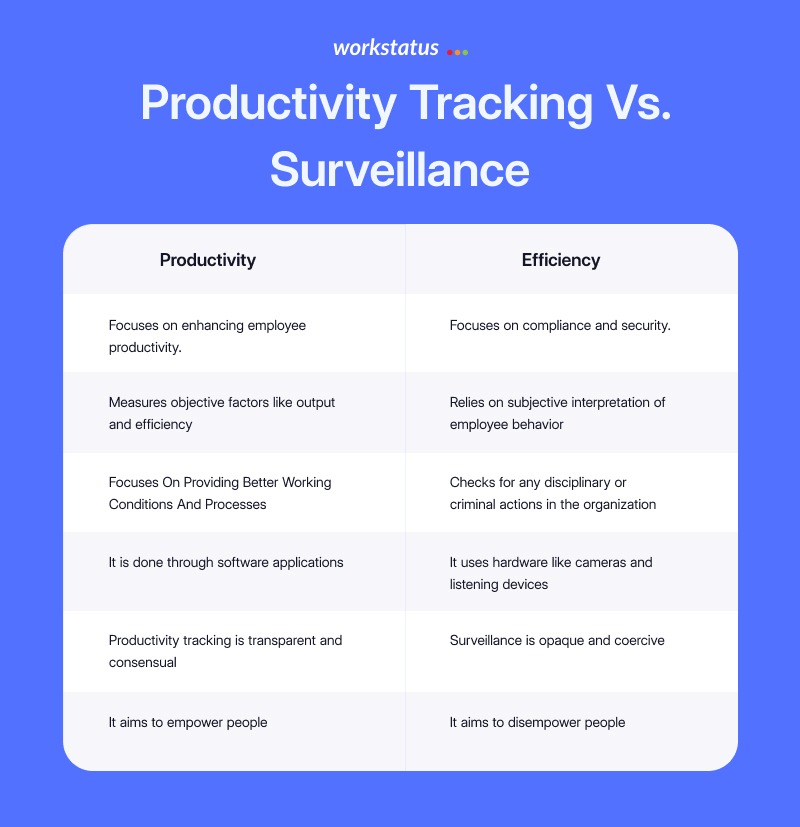 workstatus
Productivity Tracking Vs.
Surveillance
Productivity
Efficiency
Focuses on enhancing employee
productivity.
Focuses on compliance and security.
Measures objective factors like output
and efficiency
Relies on subjective interpretation of
employee behavior
Focuses On Providing Better Working
Conditions And Processes
Checks for any disciplinary or
criminal actions in the organization
It is done through software applications
It uses hardware like cameras and
listening devices
Productivity tracking is transparent and
consensual
Surveillance is opaque and coercive
It aims to empower people
It aims to disempower people